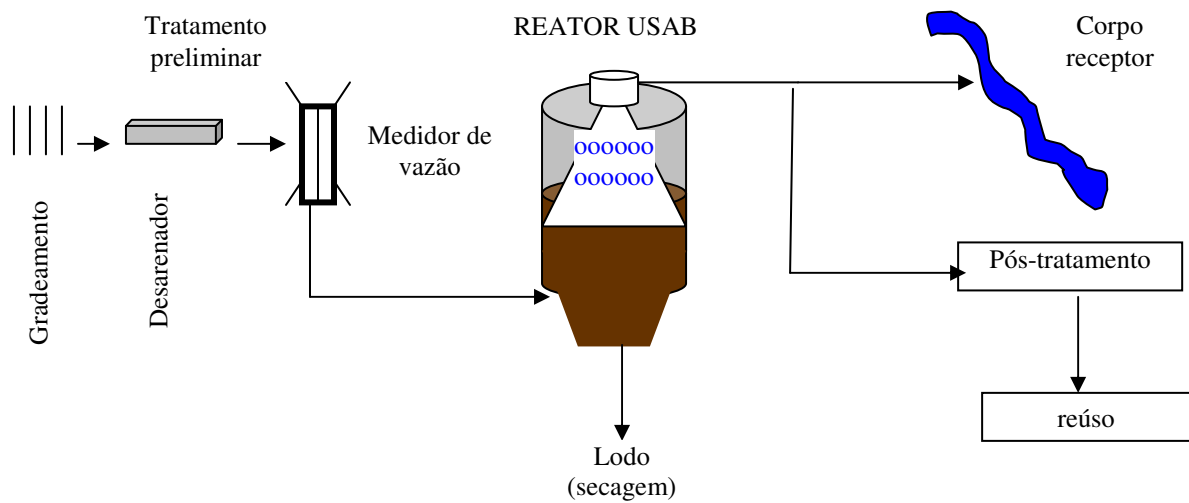 Tratamento
preliminar
REATOR USAB
Corpo
receptor
Medidor de
vazão
oooooo
oooooo
Gradeamento
Desarenador
Pós-tratamento
reúso
Lodo
(secagem)